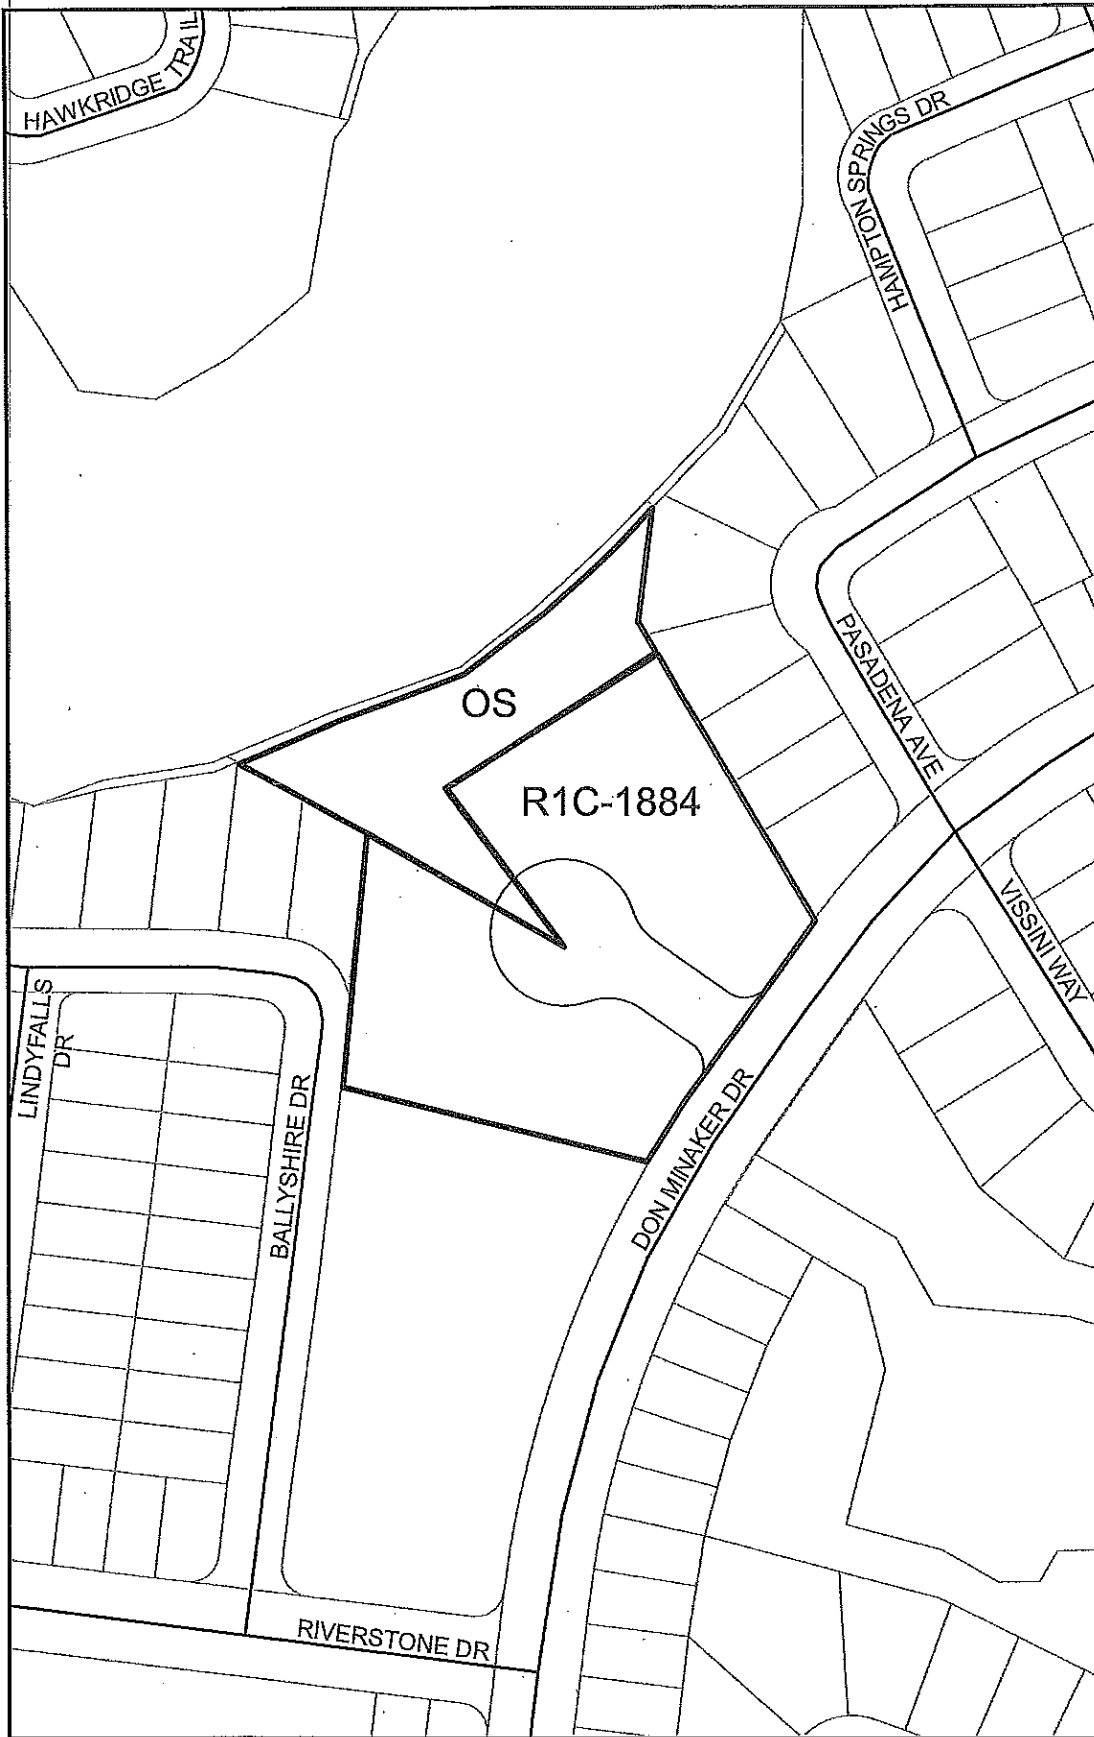 HAWKRIDGE TRAIL
HAMPTON SPRINGS DR
PASADENA AVE
OS
R1C-1884
VISSINI WAY
LINDYFALLS
DR
BALLYSHIRE DR
DON MINAKER DR
RIVERSTONE DR